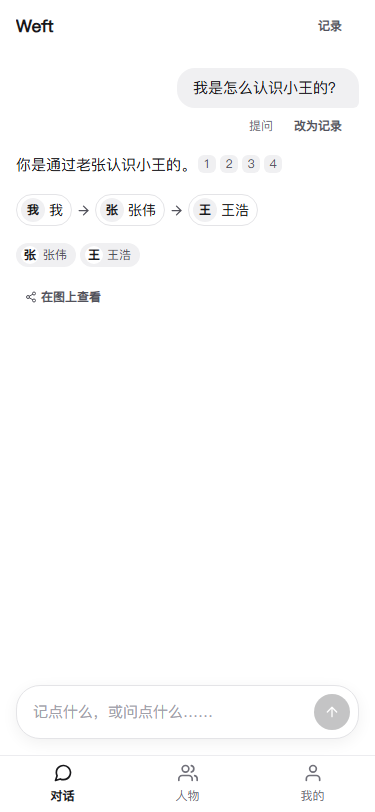 Weft 记录
我是怎么认识小王的？
提问 改为记录
你是通过老张认识小王的。 1 2 3 4
我 我 → 张 张伟 → 王 王浩
张 张伟 王 王浩
在图上查看
记点什么，或问点什么……
对话 人物 我的